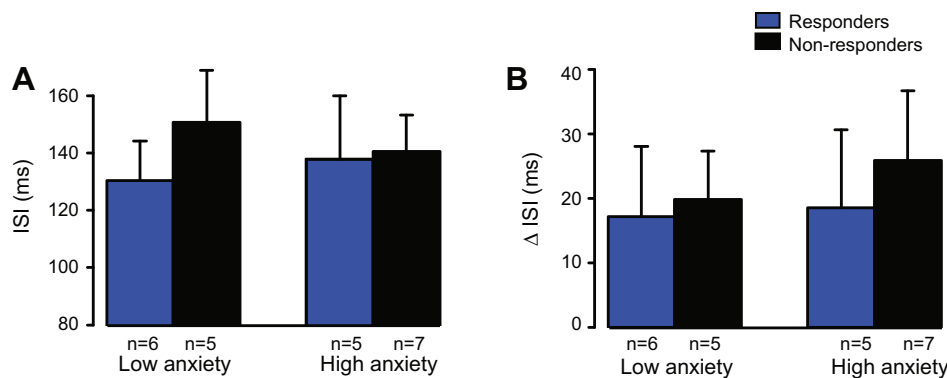 Responders
Non-responders
A
160
140
120
100
80
ISI (ms)
n=6 n=5 n=5 n=7
Low anxiety High anxiety
B
40
30
20
10
0
Δ ISI (ms)
n=6 n=5 n=5 n=7
Low anxiety High anxiety